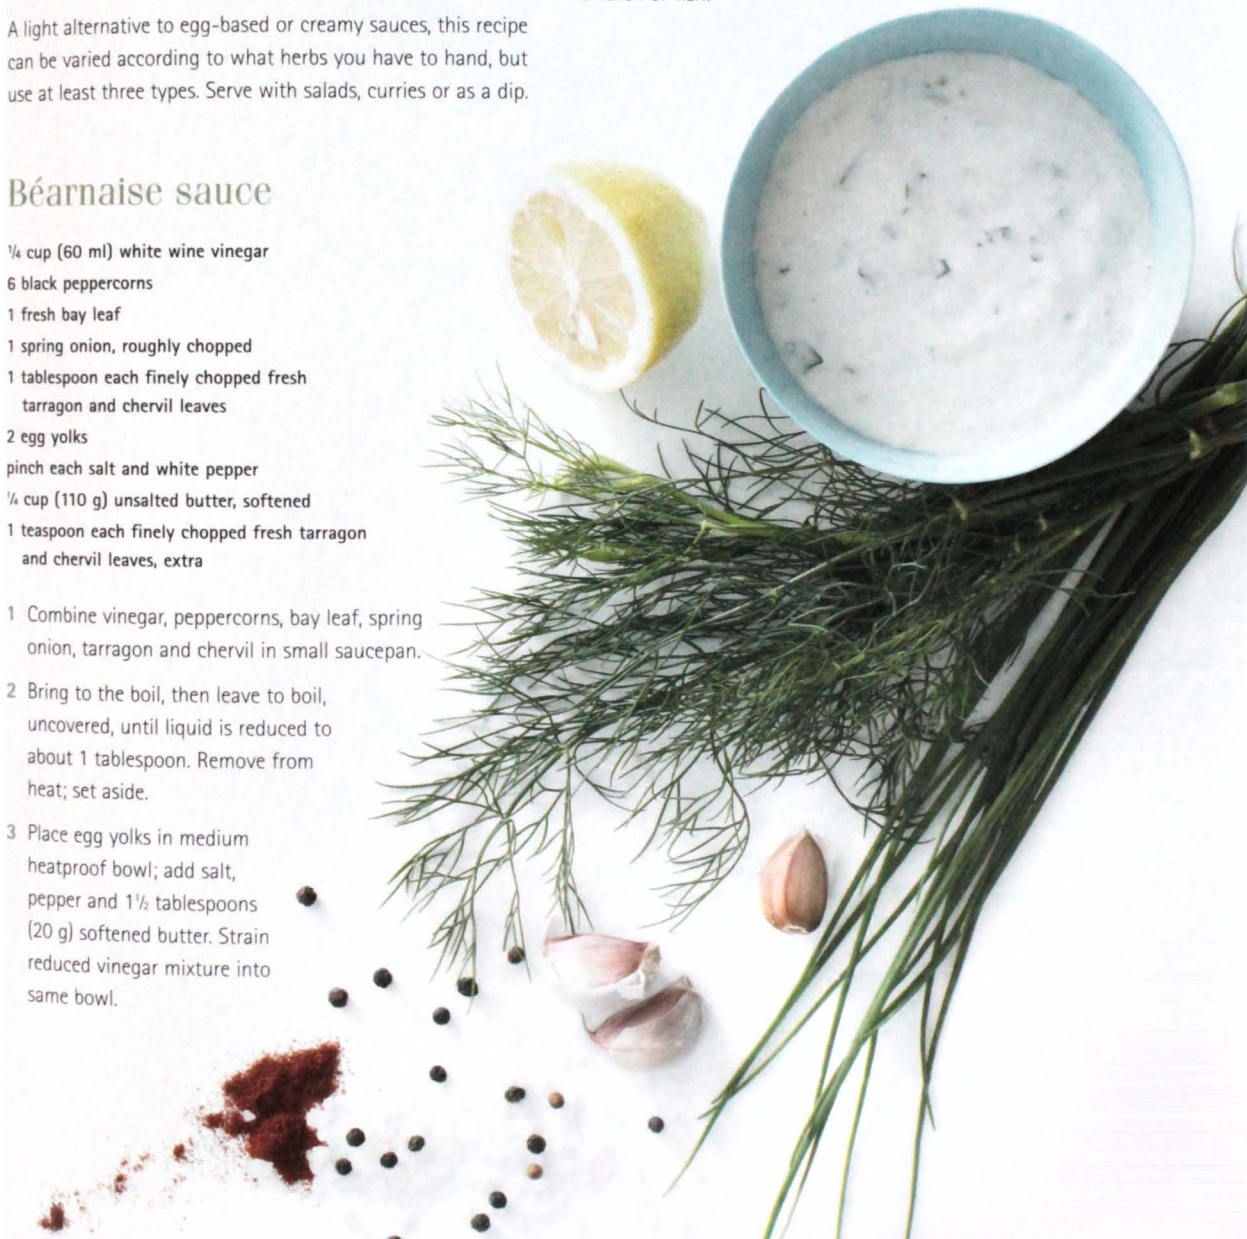 A light alternative to egg-based or creamy sauces, this recipe
can be varied according to what herbs you have to hand, but
use at least three types. Serve with salads, curries or as a dip.
Béarnaise sauce
¼ cup (60 ml) white wine vinegar
6 black peppercorns
1 fresh bay leaf
1 spring onion, roughly chopped
1 tablespoon each finely chopped fresh
tarragon and chervil leaves
2 egg yolks
pinch each salt and white pepper
¼ cup (110 g) unsalted butter, softened
1 teaspoon each finely chopped fresh tarragon
and chervil leaves, extra
1 Combine vinegar, peppercorns, bay leaf, spring
onion, tarragon and chervil in small saucepan.
2 Bring to the boil, then leave to boil,
uncovered, until liquid is reduced to
about 1 tablespoon. Remove from
heat; set aside.
3 Place egg yolks in medium
heatproof bowl; add salt,
pepper and 1½ tablespoons
(20 g) softened butter. Strain
reduced vinegar mixture into
same bowl.